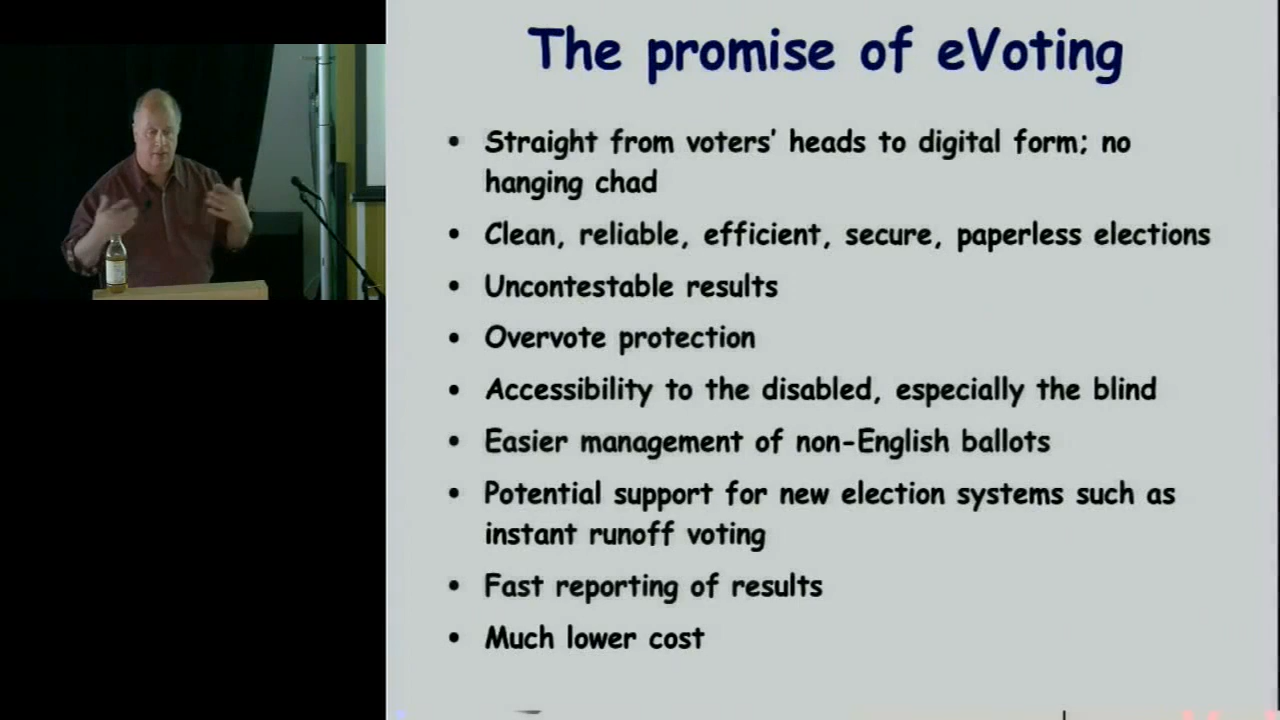 The promise of eVoting
• Straight from voters' heads to digital form; no
hanging chad
• Clean, reliable, efficient, secure, paperless elections
• Uncontestable results
• Overvote protection
• Accessibility to the disabled, especially the blind
• Easier management of non-English ballots
• Potential support for new election systems such as
instant runoff voting
• Fast reporting of results
• Much lower cost